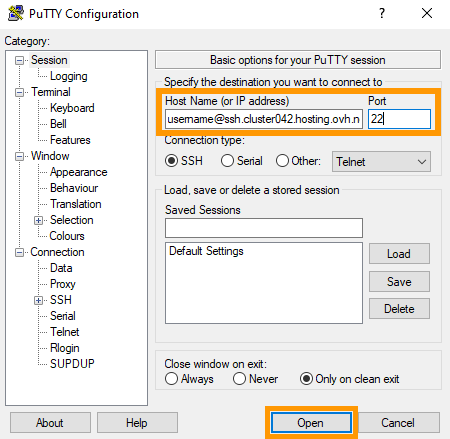 PuTTY Configuration
?
Category:
Session
Logging
Terminal
Keyboard
Bell
Features
Window
Appearance
Behaviour
Translation
Selection
Colours
Connection
Data
Proxy
SSH
Serial
Telnet
Rlogin
SUPDUP
Basic options for your PuTTY session
Specify the destination you want to connect to
Host Name (or IP address) Port
username@ssh.cluster042.hosting.ovh.n 22
Connection type:
SSH Serial Other: Telnet
Load, save or delete a stored session
Saved Sessions
Default Settings
Load
Save
Delete
Close window on exit:
Always Never Only on clean exit
About Help Open Cancel